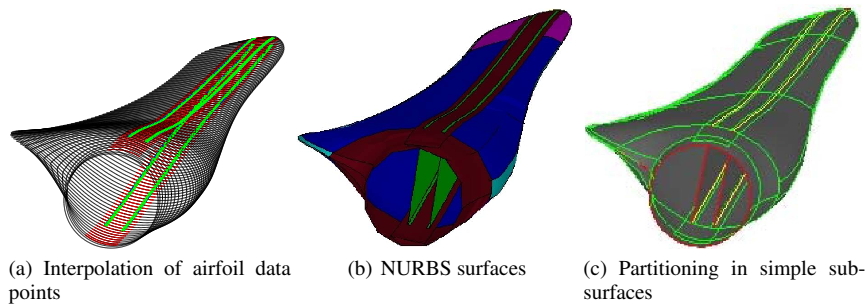 (a) Interpolation of airfoil data
points
(b) NURBS surfaces
(c) Partitioning in simple sub-
surfaces